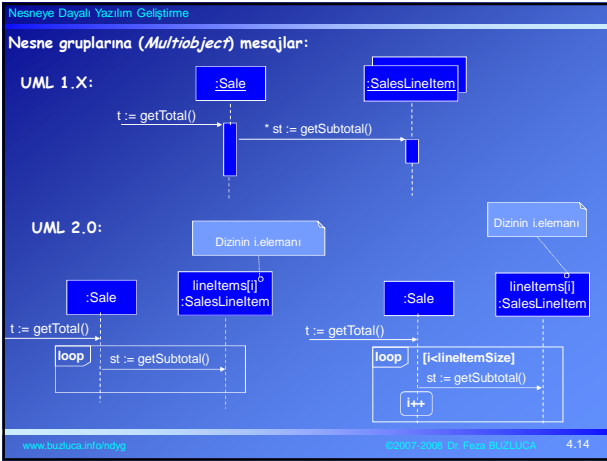 Nesneye Dayalı Yazılım Geliştirme
Nesne gruplarına (Multiobject) mesajlar:
UML 1.X:
:Sale
:SalesLineItem
t := getTotal()
* st := getSubtotal()
UML 2.0:
Dizinin i.elemanı
:Sale
lineItems[i]
:SalesLineItem
t := getTotal()
loop
st := getSubtotal()
Dizinin i.elemanı
:Sale
lineItems[i]
:SalesLineItem
t := getTotal()
loop [i<lineItemSize]
st := getSubtotal()
i++
www.buzluca.info/ndyg ©2007-2008 Dr. Feza BUZLUCA 4.14